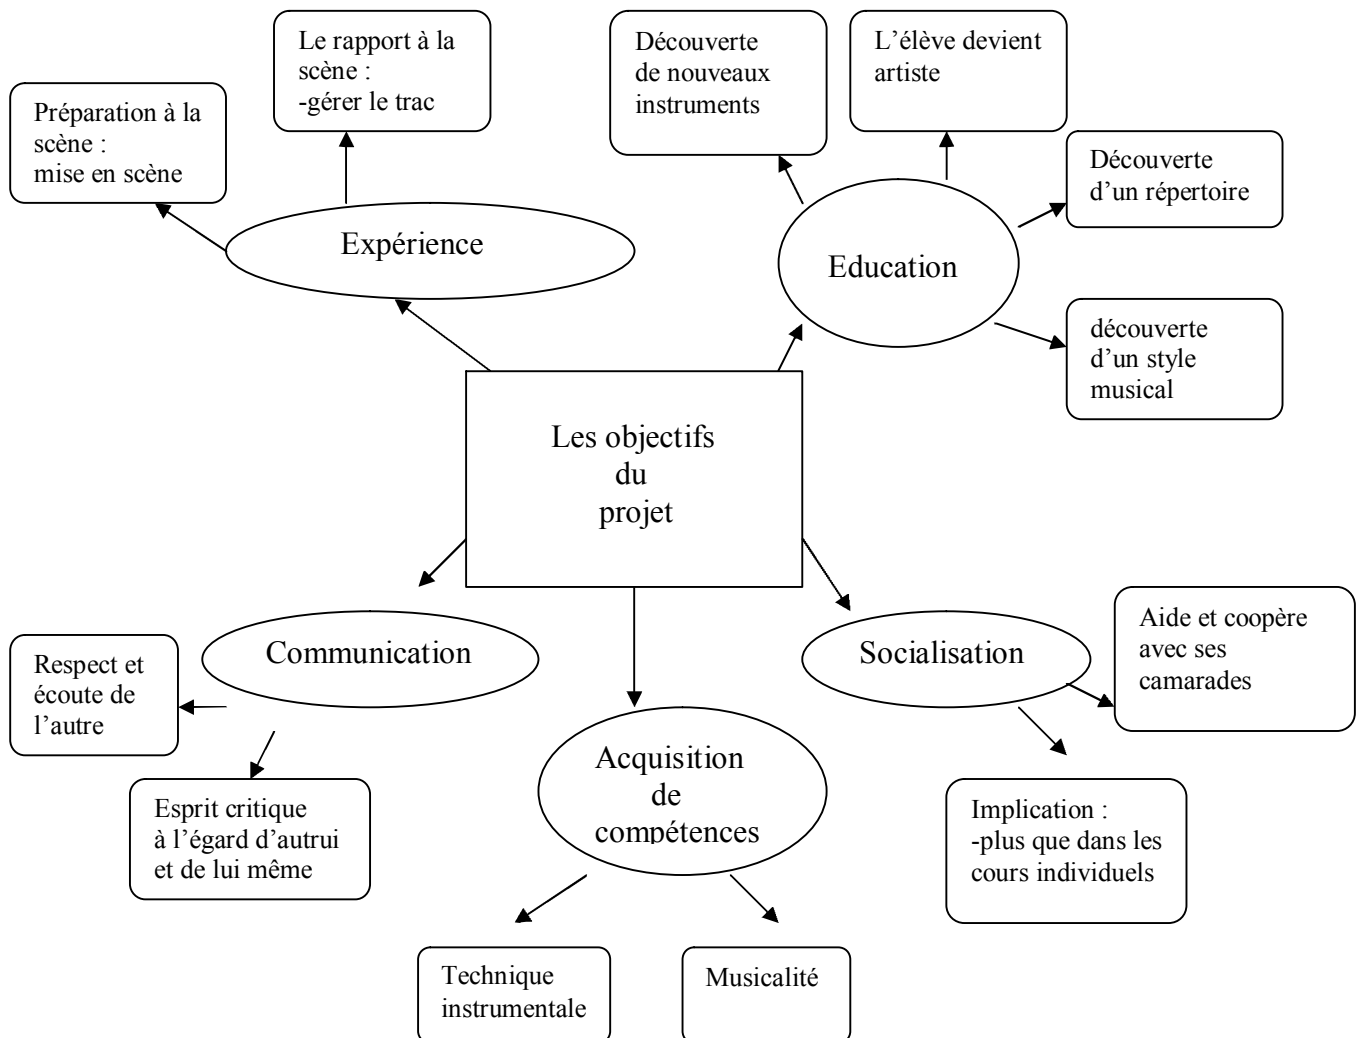 Le rapport à la
scène :
-gérer le trac
Découverte
de nouveaux
instruments
L’élève devient
artiste
Préparation à la
scène :
mise en scène
Découverte
d’un répertoire
Expérience
Education
découverte
d’un style
musical
Les objectifs
du
projet
Communication
Socialisation
Aide et coopère
avec ses
camarades
Respect et
écoute de
l’autre
Acquisition
de
compétences
Esprit critique
à l’égard d’autrui
et de lui même
Implication :
-plus que dans les
cours individuels
Technique
instrumentale
Musicalité